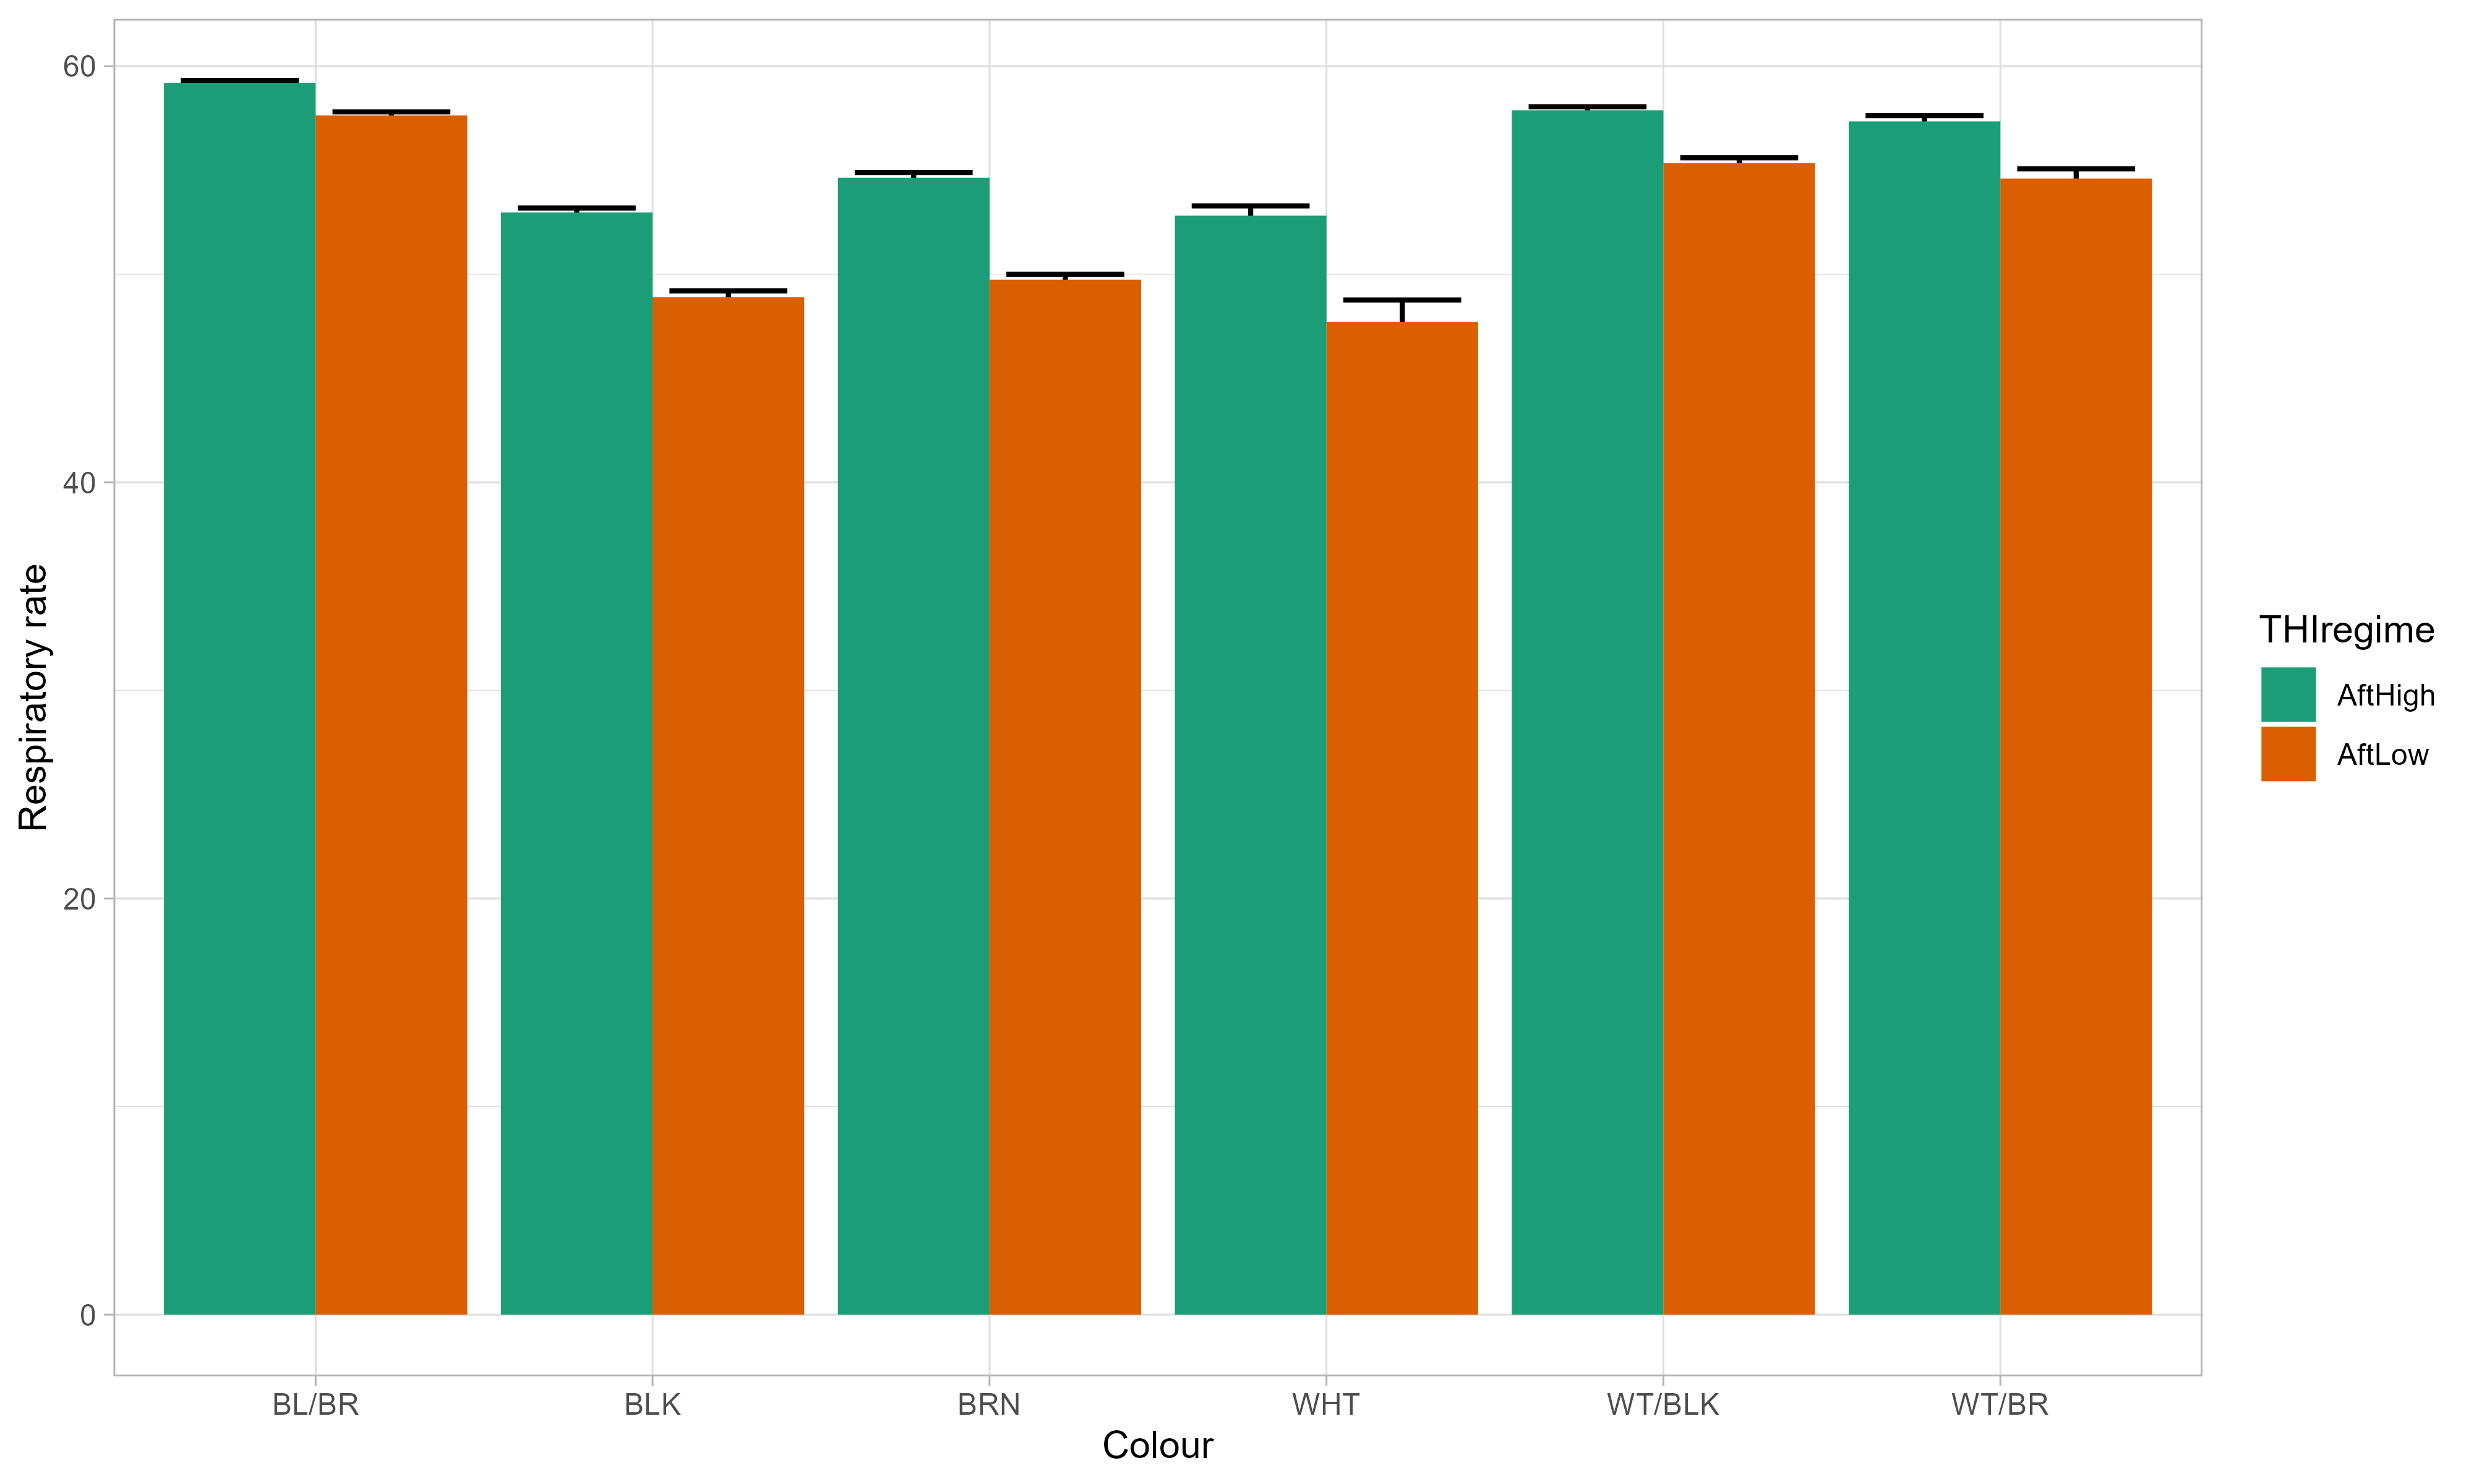 60
40
20
0
Respiratory rate
BL/BR
BLK
BRN
WHT
WT/BLK
WT/BR
Colour
THIregime
AftHigh
AftLow